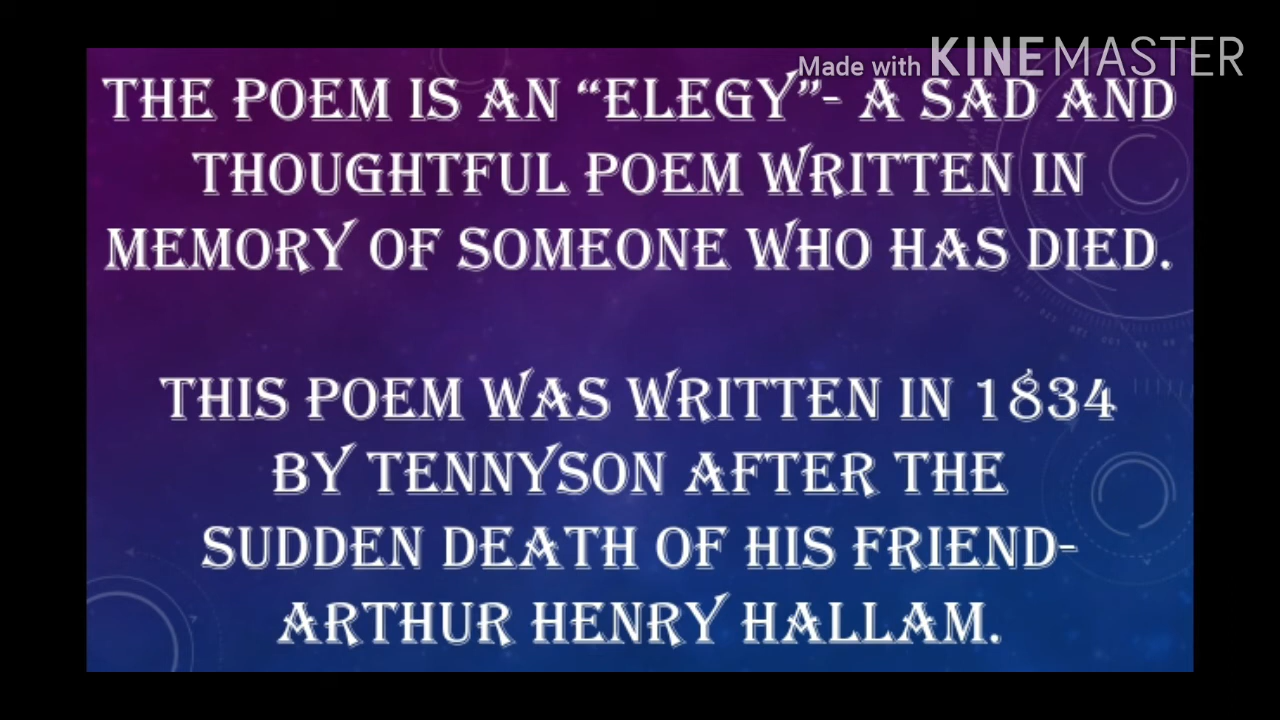 Made with KINEMASTER
THE POEM IS AN “ELEGY”- A SAD AND
THOUGHTFUL POEM WRITTEN IN
MEMORY OF SOMEONE WHO HAS DIED.
THIS POEM WAS WRITTEN IN 1834
BY TENNYSON AFTER THE
SUDDEN DEATH OF HIS FRIEND-
ARTHUR HENRY HALLAM.